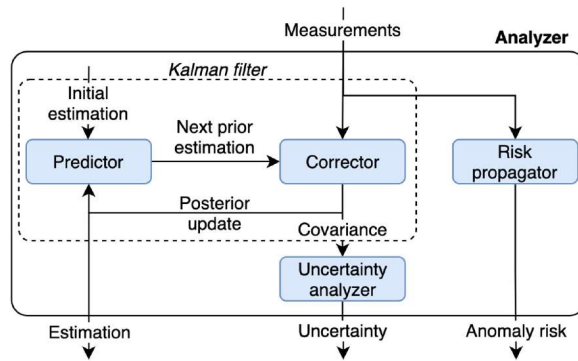 Measurements
Analyzer
Kalman filter
Initial
estimation
Next prior
estimation
Predictor
Corrector
Risk
propagator
Posterior
update
Covariance
Uncertainty
analyzer
Estimation
Uncertainty
Anomaly risk